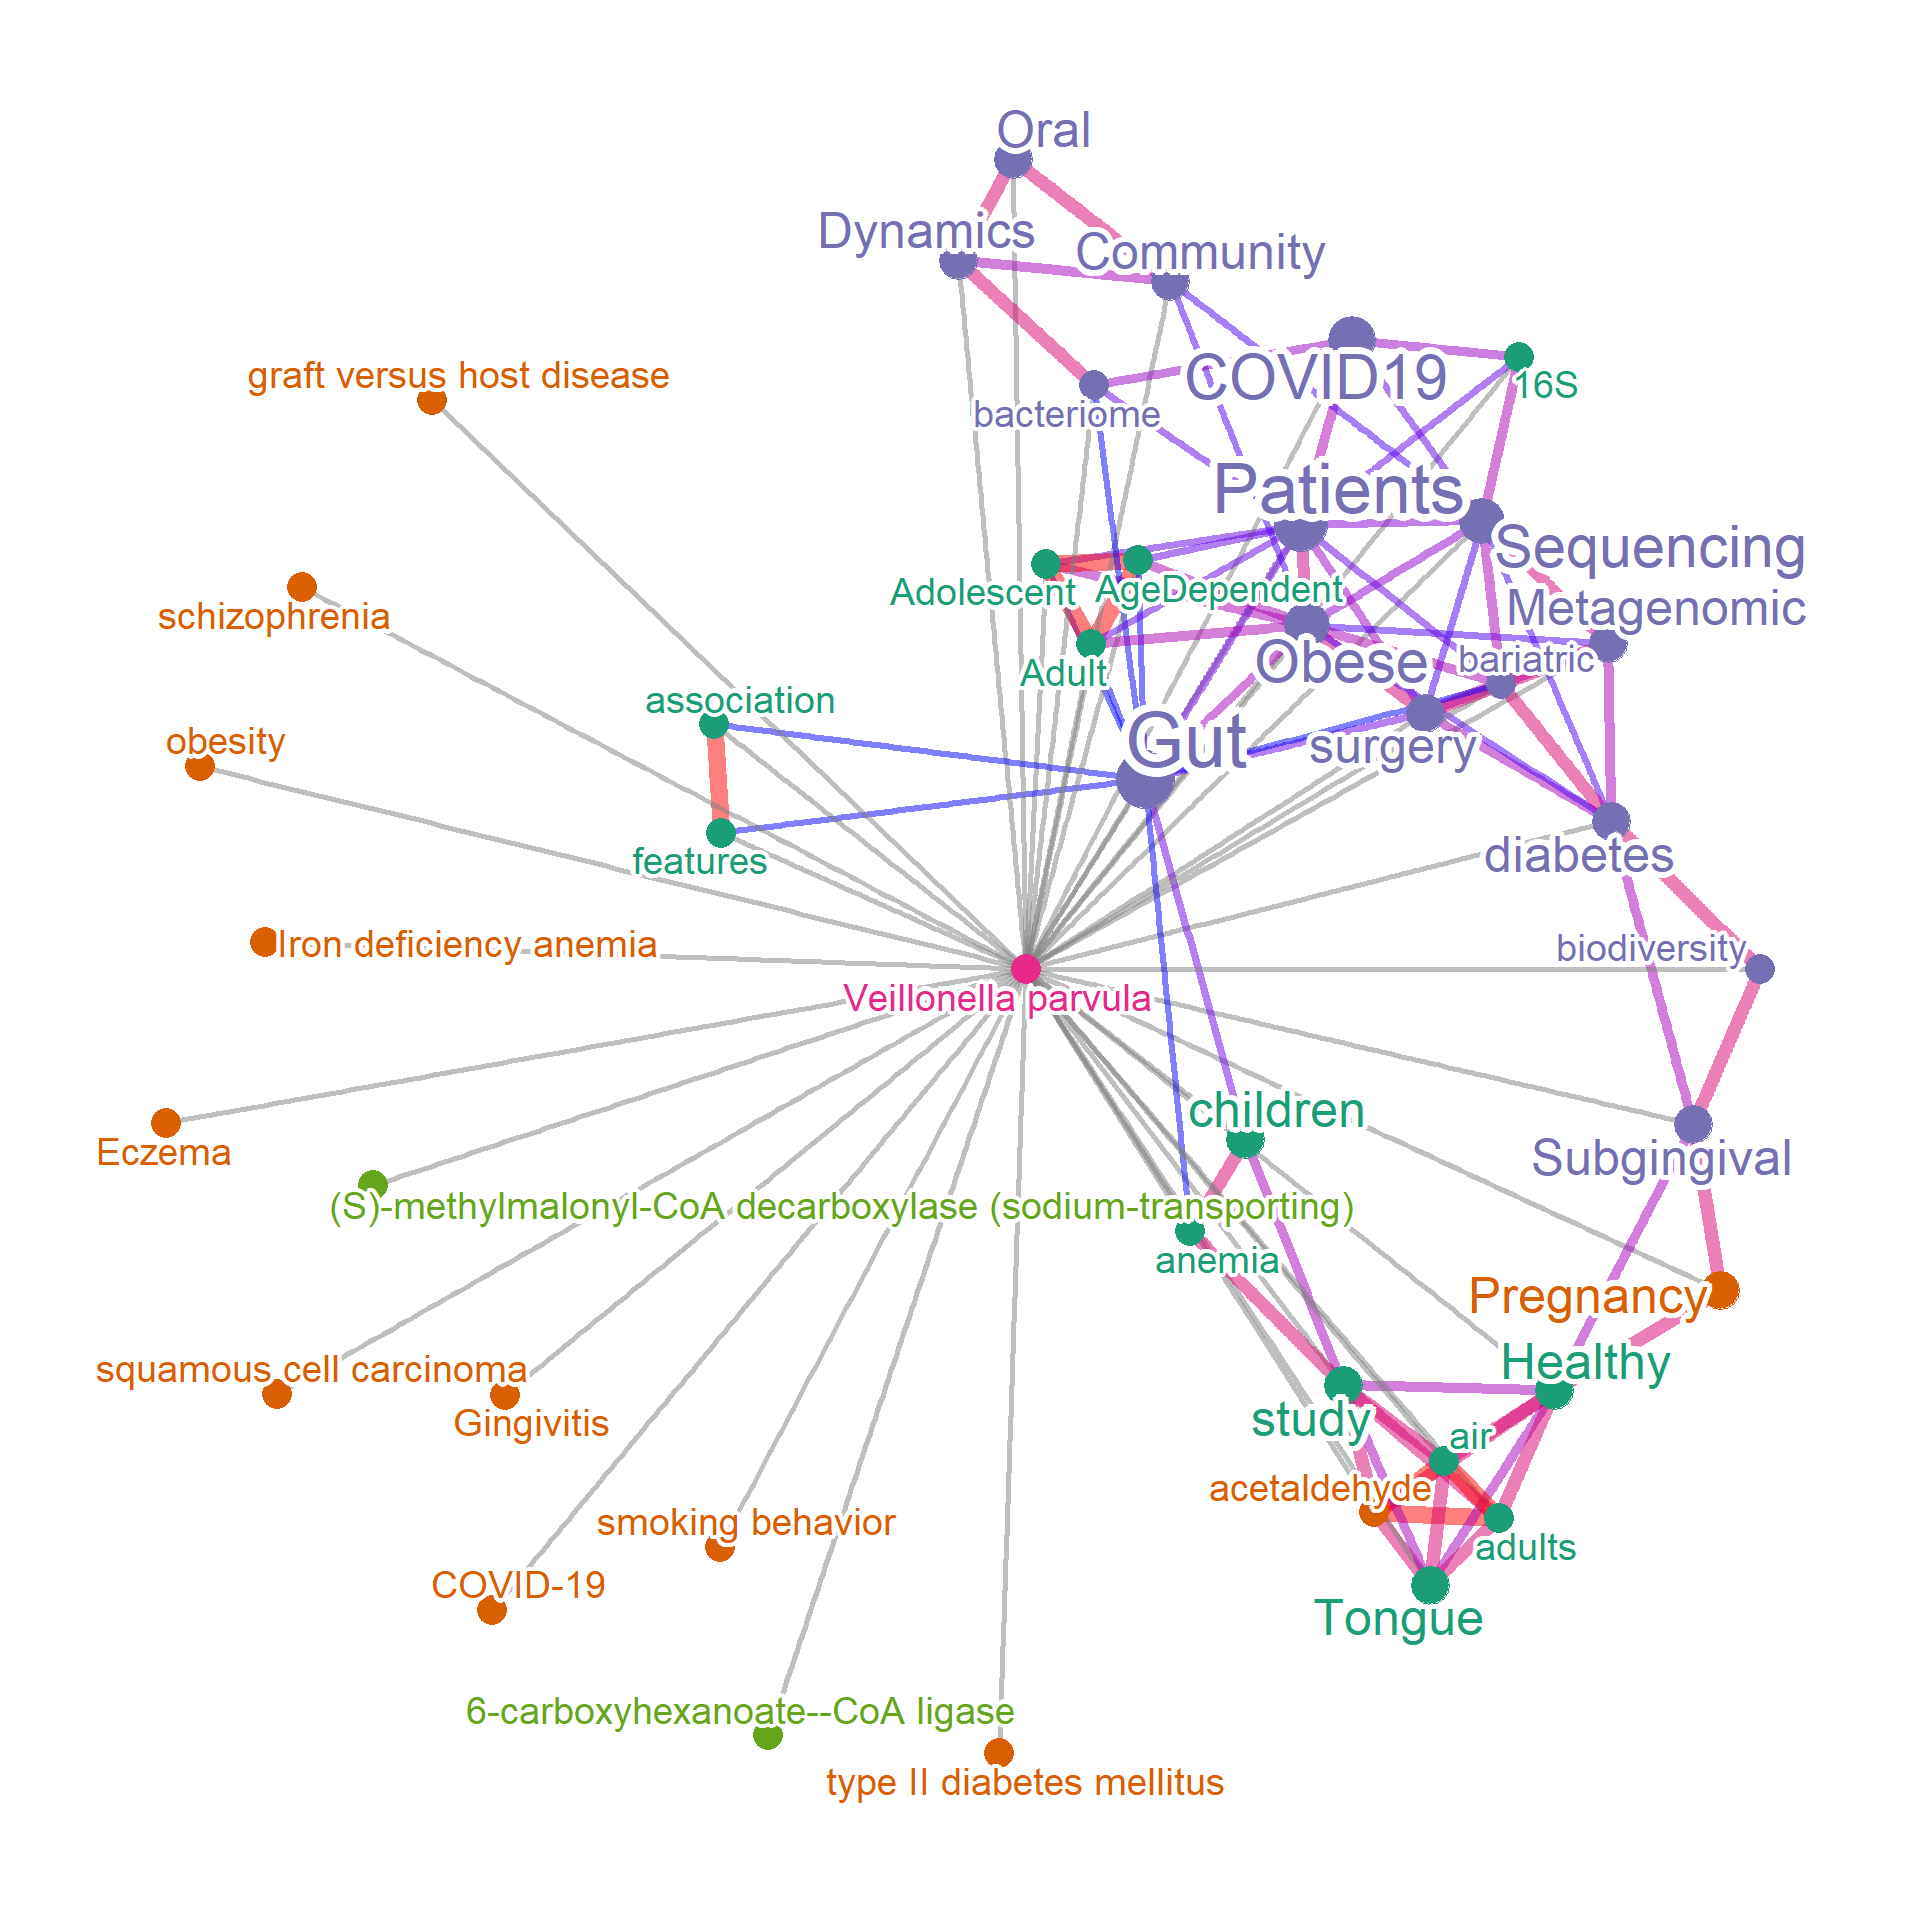 Oral
Dynamics
Community
COVID19
16S
graft versus host disease
bacteriome
Patients
Sequencing
Adolescent
AgeDependent
Metagenomic
schizophrenia
Obese
bariatric
Adult
association
obesity
Gut
surgery
features
diabetes
Iron deficiency anemia
biodiversity
Veillonella parvula
children
Eczema
Subgingival
(S)-methylmalonyl-CoA decarboxylase (sodium-transporting)
anemia
Pregnancy
squamous cell carcinoma
Healthy
Gingivitis
study
air
acetaldehyde
smoking behavior
adults
COVID-19
Tongue
6-carboxyhexanoate--CoA ligase
type II diabetes mellitus